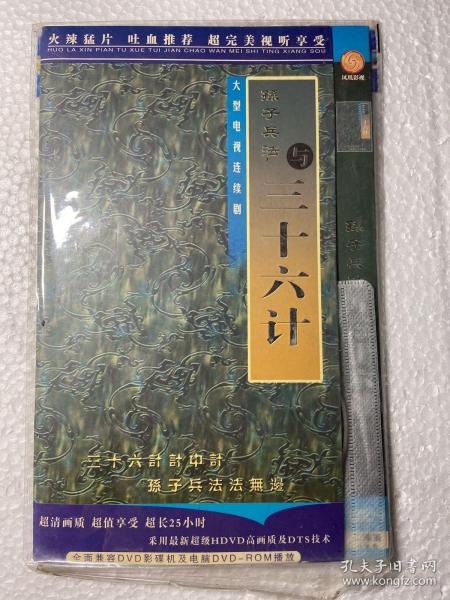 火辣猛片 吐血推荐 超完美视听享受
HUO LA XIN PIAN TU XUE TUI JIAN CHAO WAN MEI SHI TING XIANG SOU
凤凰影视
大型电视连续剧
孫子兵法
与
三十六计
孫子兵
三十六計計中計
孫子兵法法無邊
超清画质 超值享受 超长25小时
采用最新超级HDVD高画质及DTS技术
全面兼容DVD影碟机及电脑DVD-ROM播放
孔夫子旧书网